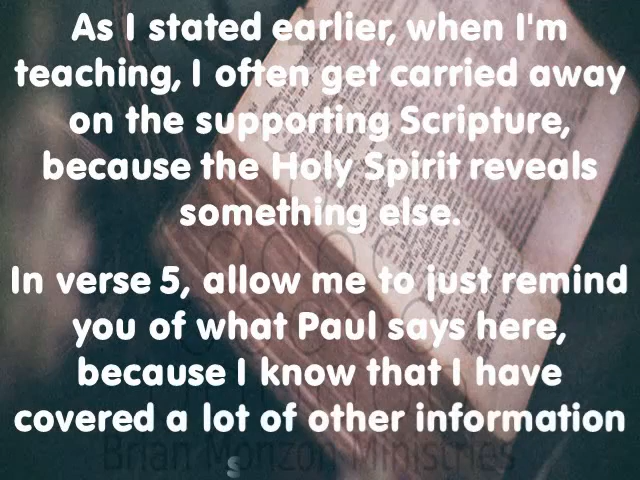 As I stated earlier, when I'm
teaching, I often get carried away
on the supporting Scripture,
because the Holy Spirit reveals
something else.
In verse 5, allow me to just remind
you of what Paul says here,
because I know that I have
covered a lot of other information
Brian Monzon Ministries
s